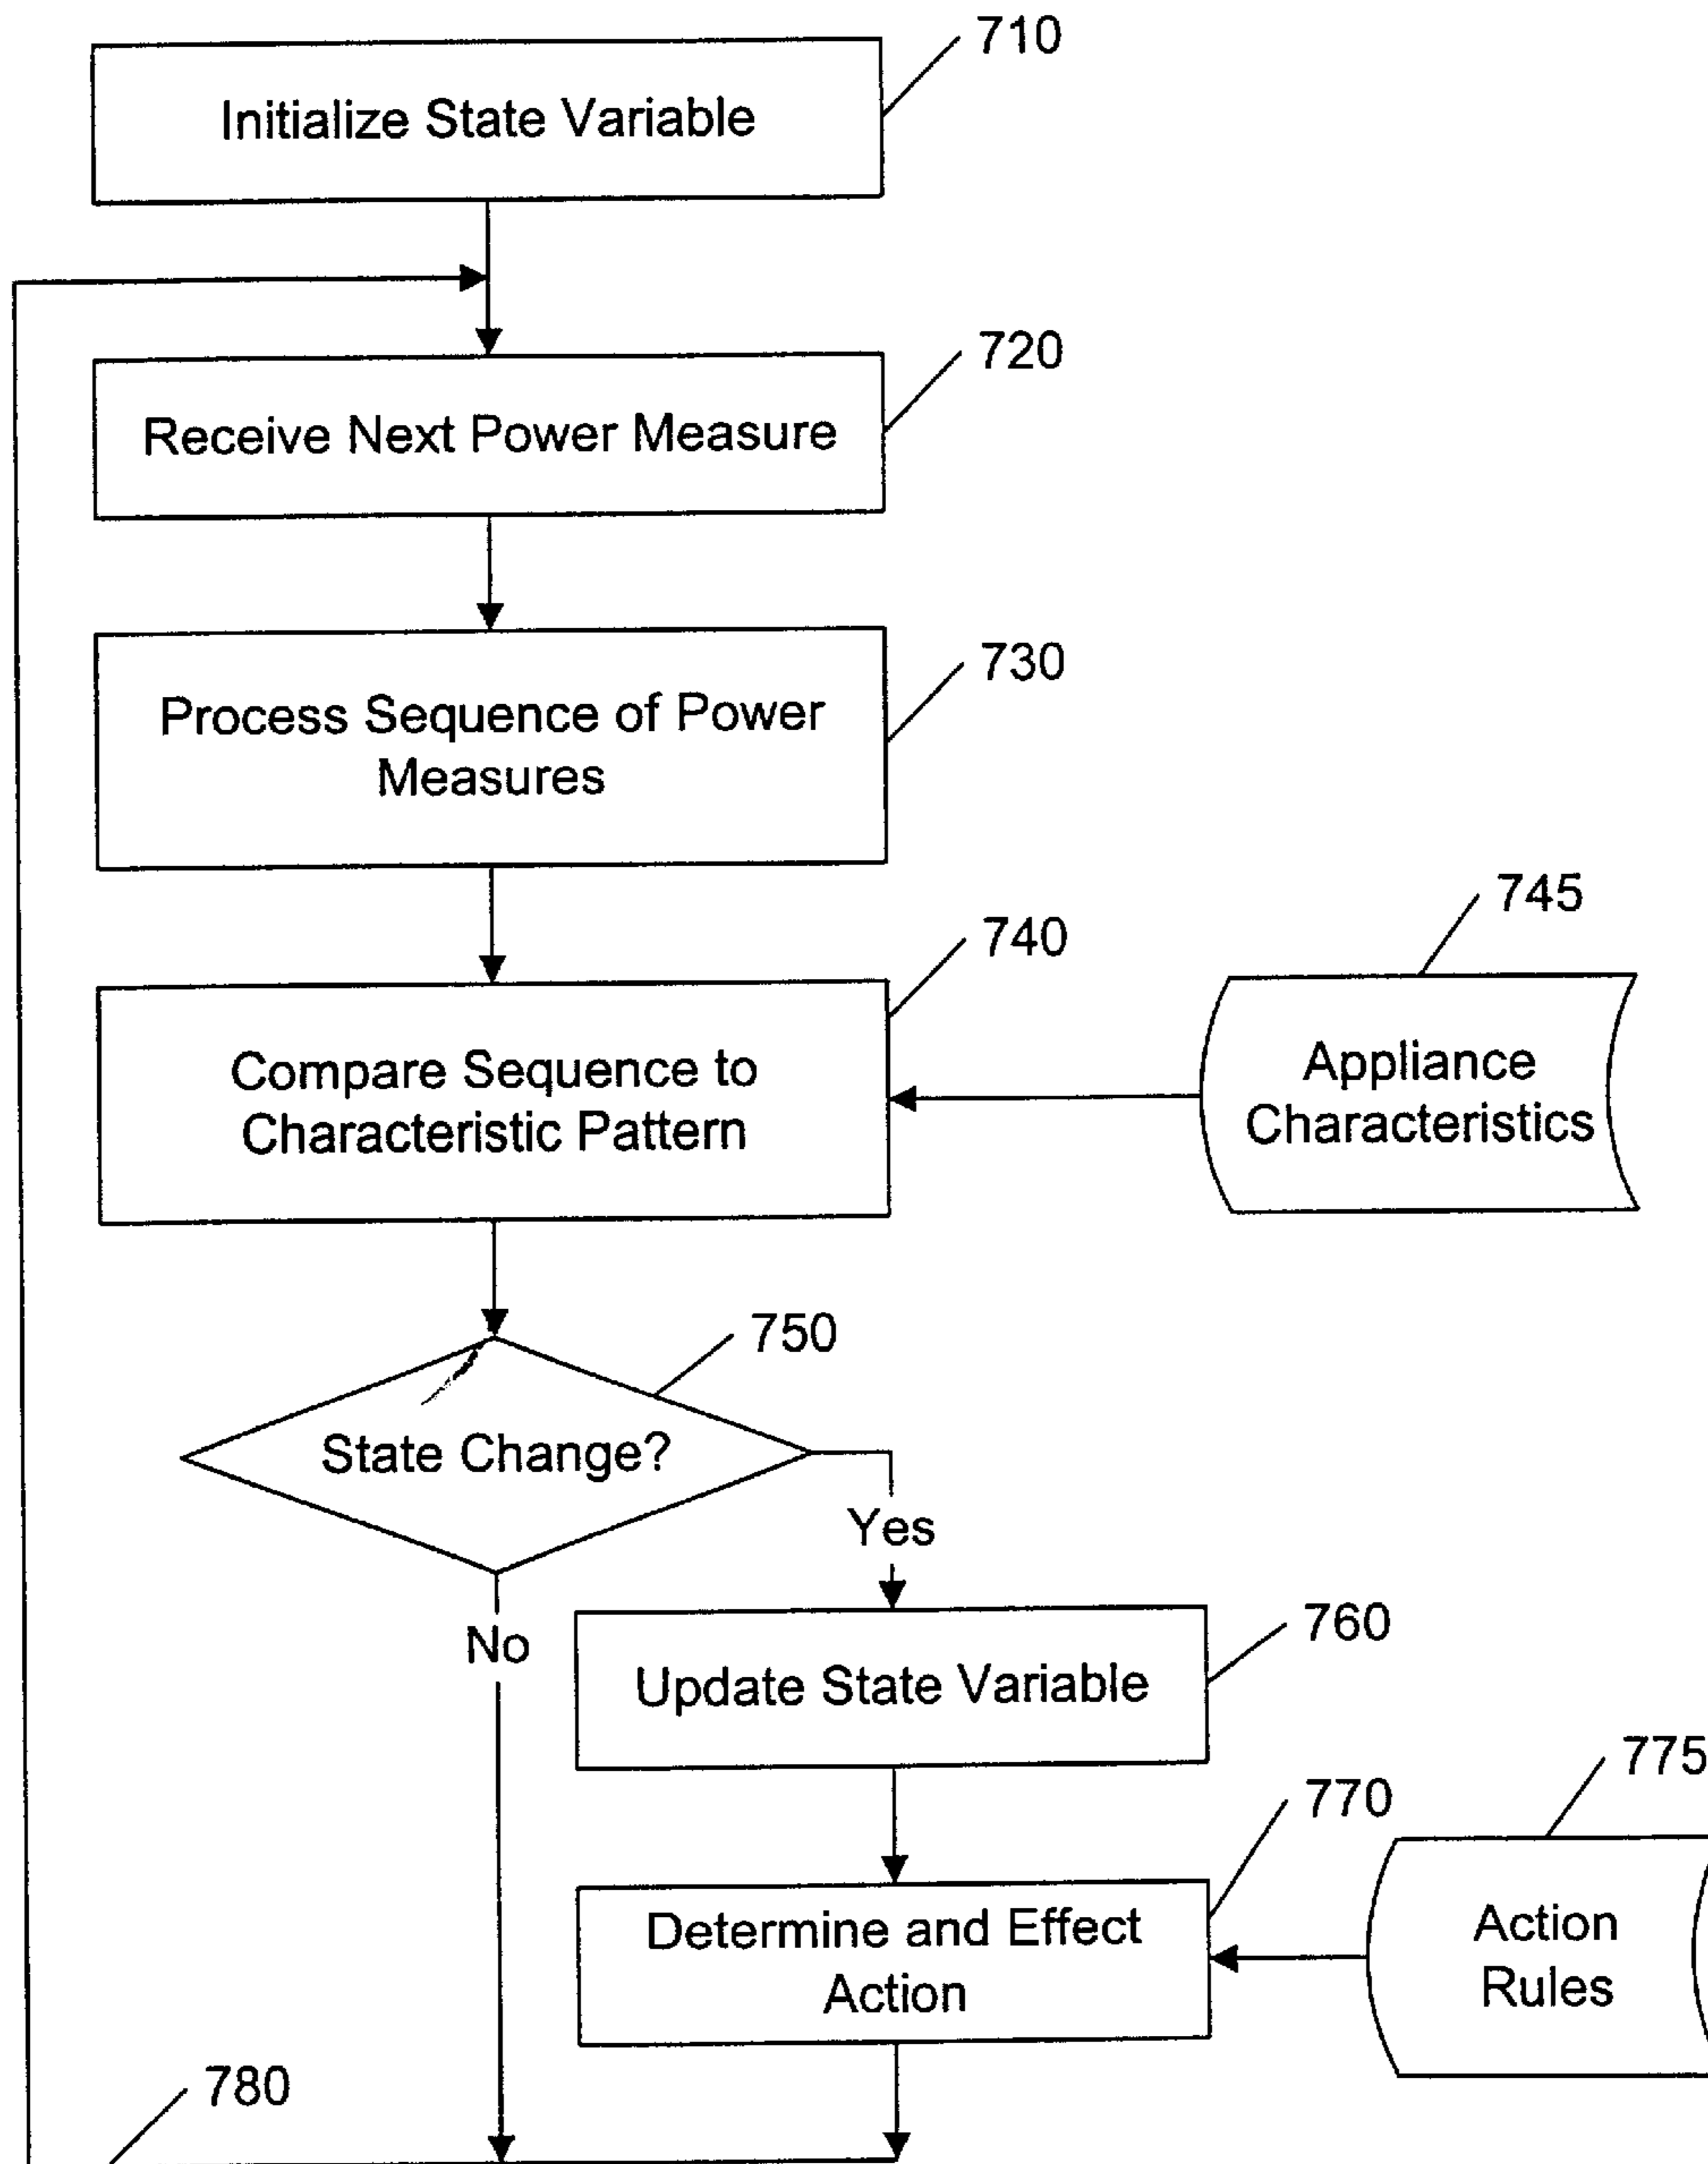 710
Initialize State Variable
720
Receive Next Power Measure
730
Process Sequence of Power
Measures
740
745
Compare Sequence to
Characteristic Pattern
Appliance
Characteristics
750
State Change?
Yes
No
760
Update State Variable
770
775
Determine and Effect
Action
Action
Rules
780